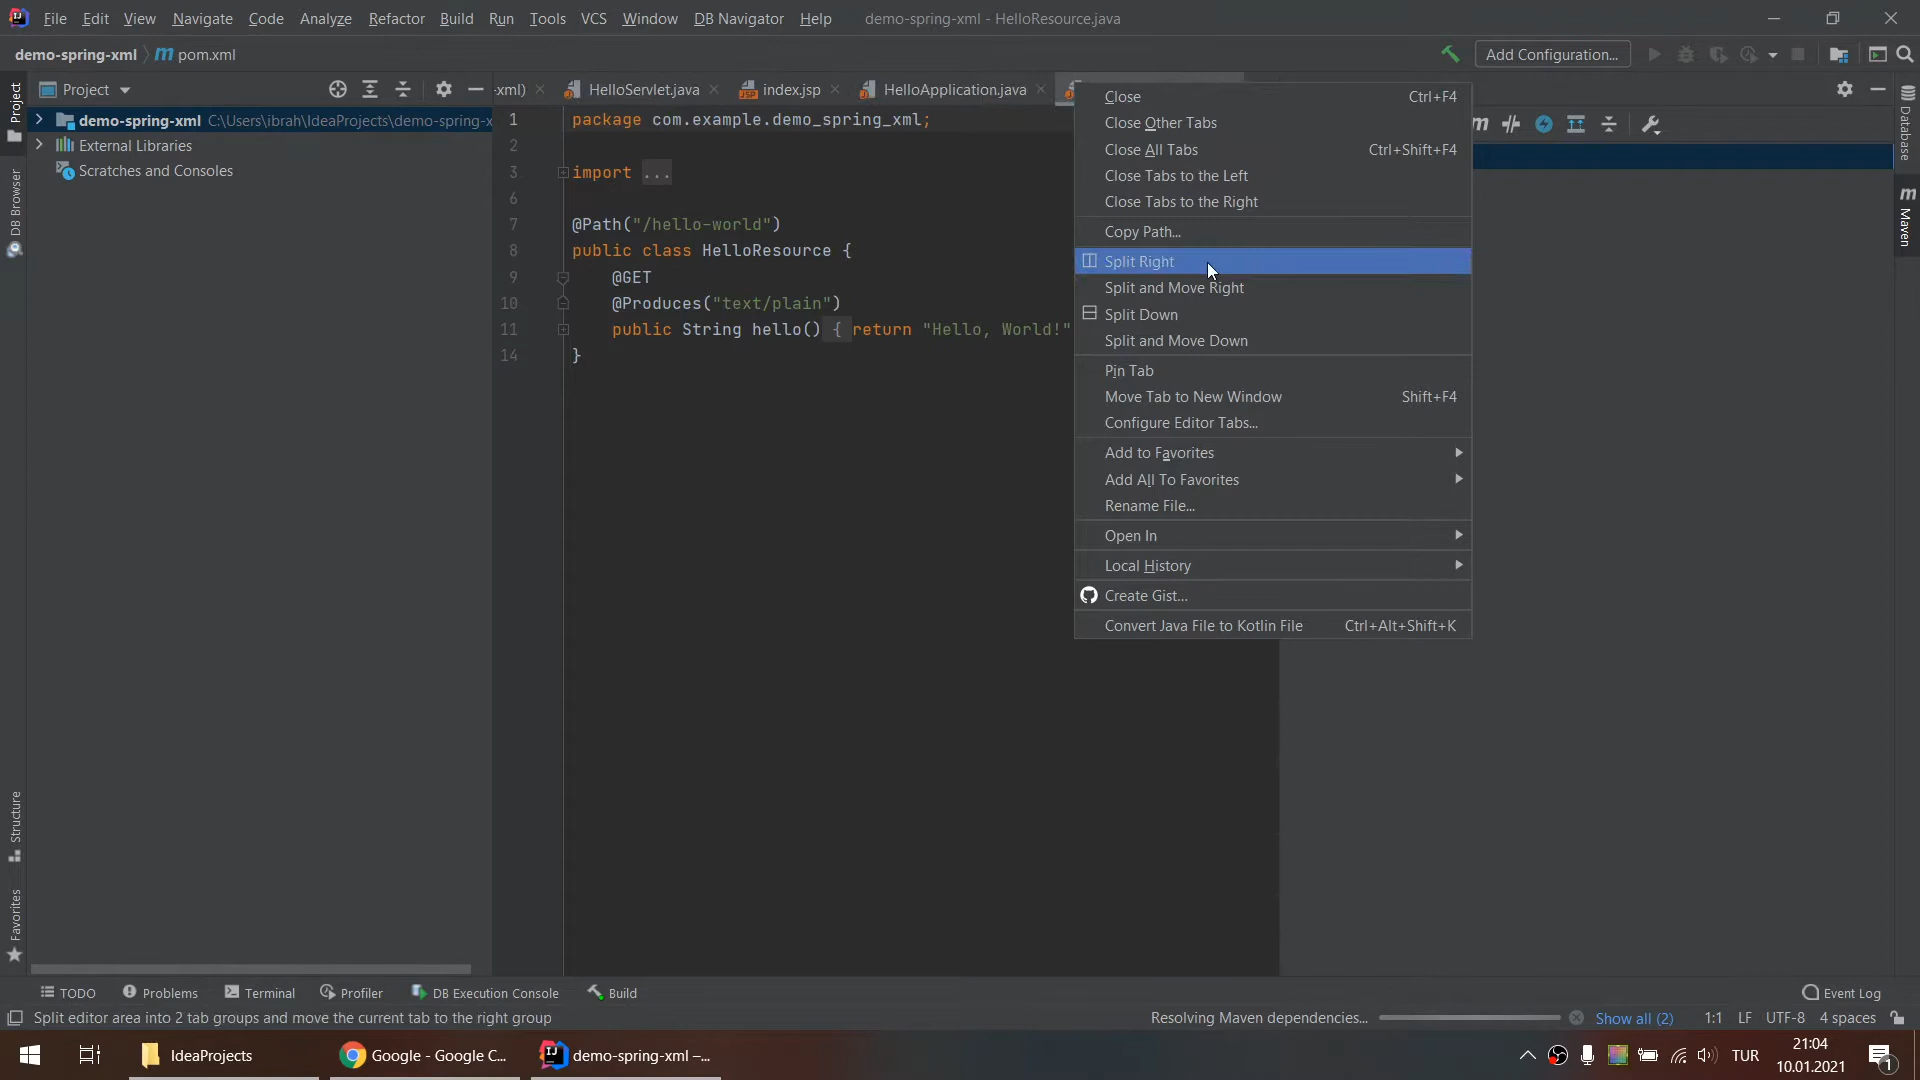 File Edit View Navigate Code Analyze Refactor Build Run Tools VCS Window DB Navigator Help demo-spring-xml - HelloResource.java
demo-spring-xml pom.xml Add Configuration...
Project
-xml) HelloServlet.java index.jsp HelloApplication.java
demo-spring-xml C:\Users\ibrah\IdeaProjects\demo-spring-x
External Libraries
Scratches and Consoles
1 package com.example.demo_spring_xml;
2
3 import ...
6
7 @Path("/hello-world")
8 public class HelloResource {
9 @GET
10 @Produces("text/plain")
11 public String hello() { return "Hello, World!"
14 }
Close Ctrl+F4
Close Other Tabs
Close All Tabs Ctrl+Shift+F4
Close Tabs to the Left
Close Tabs to the Right
Copy Path...
Split Right
Split and Move Right
Split Down
Split and Move Down
Pin Tab
Move Tab to New Window Shift+F4
Configure Editor Tabs...
Add to Favorites
Add All To Favorites
Rename File...
Open In
Local History
Create Gist...
Convert Java File to Kotlin File Ctrl+Alt+Shift+K
Project
DB Browser
Structure
Favorites
Database
Maven
TODO Problems Terminal Profiler DB Execution Console Build Event Log
Split editor area into 2 tab groups and move the current tab to the right group Resolving Maven dependencies... Show all (2) 1:1 LF UTF-8 4 spaces
IdeaProjects Google - Google C... demo-spring-xml –... TUR 21:04
10.01.2021 1